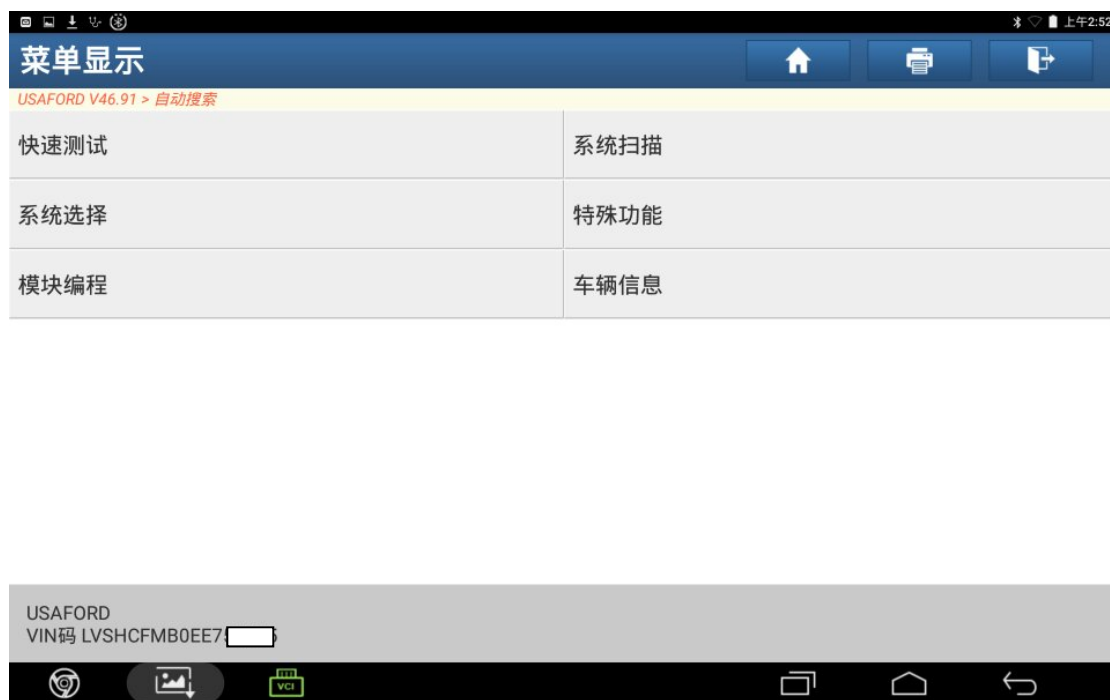 上午2:52
菜单显示
USAFORD V46.91 > 自动搜索
快速测试
系统扫描
系统选择
特殊功能
模块编程
车辆信息
USAFORD
VIN码 LVSHCFMB0EE7
VCI